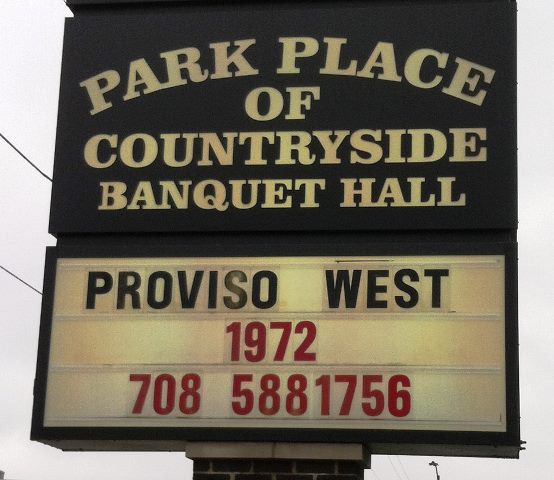 PARK PLACE
OF
COUNTRYSIDE
BANQUET HALL
PROVISO WEST
1972
708 5881756